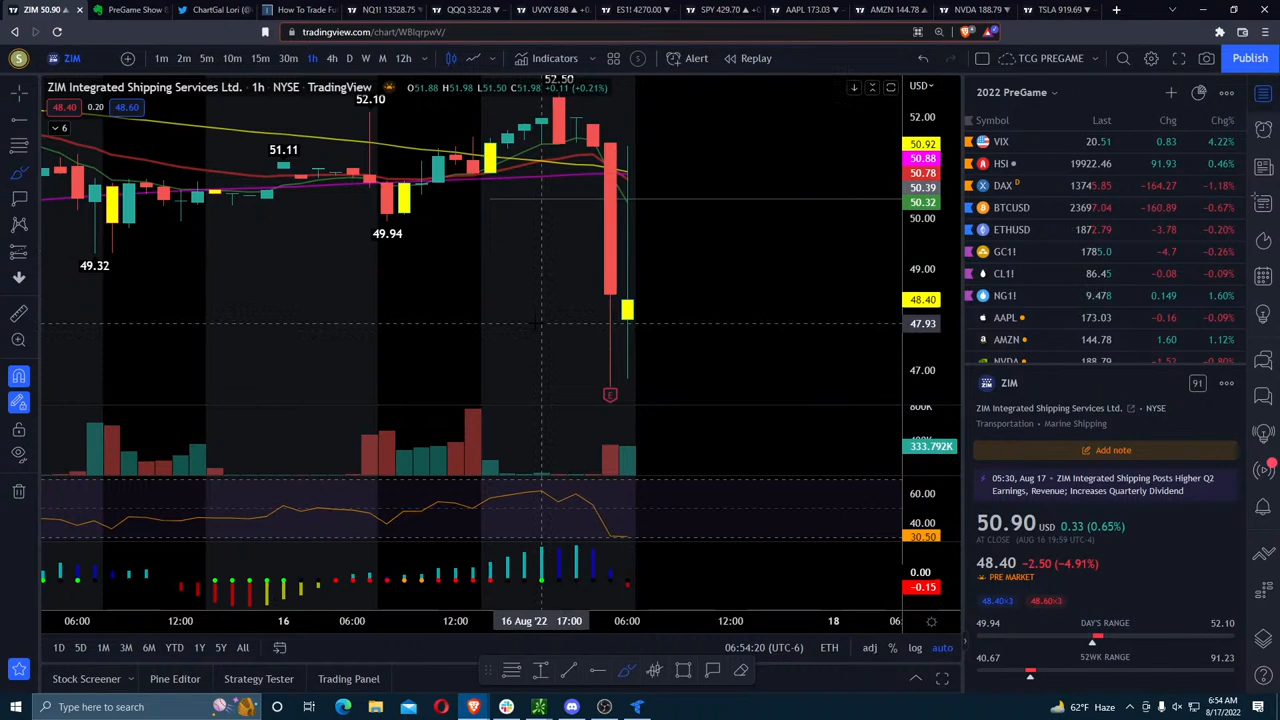 ZIM 50.90
PreGame Show E
ChartGal Lori (
How To Trade Fu
NQ1! 13528.75
QQQ 332.28
UVXY 8.98
ES1! 4270.00
SPY 429.70
AAPL 173.03
AMZN 144.78
NVDA 188.79
TSLA 919.69
tradingview.com/chart/WBIqrpwV/
S
ZIM
1m 2m 5m 10m 15m 30m 1h 4h D W M 12h
Indicators
Alert
Replay
TCG PREGAME
Publish
ZIM Integrated Shipping Services Ltd. • 1h • NYSE • TradingView
O51.88 H51.98 L51.50 C51.98 +0.11 (+0.21%)
48.40 0.20 48.60
6
52.50
52.10
51.11
49.94
49.32
E
USD
52.00
50.92
50.88
50.78
50.39
50.32
50.00
49.00
48.40
47.93
47.00
800K
333.792K
60.00
40.00
30.50
0.00
-0.15
06:00 12:00 16 06:00 12:00 16 Aug '22 17:00 06:00 12:00 18 06:
1D 5D 1M 3M 6M YTD 1Y 5Y All
06:54:20 (UTC-6) ETH adj % log auto
Stock Screener Pine Editor Strategy Tester Trading Panel
2022 PreGame
Symbol Last Chg Chg%
VIX 20.51 0.83 4.22%
HSI 19922.46 91.93 0.46%
DAX D 13745.85 -164.27 -1.18%
BTCUSD 23697.04 -160.89 -0.67%
ETHUSD 1872.79 -3.78 -0.20%
GC1! 1785.0 -4.7 -0.26%
CL1! 86.45 -0.08 -0.09%
NG1! 9.478 0.149 1.60%
AAPL 173.03 -0.16 -0.09%
AMZN 144.78 1.60 1.12%
NVDA 188.79 -1.52 -0.80%
ZIM
91
ZIM Integrated Shipping Services Ltd. • NYSE
Transportation • Marine Shipping
Add note
05:30, Aug 17 • ZIM Integrated Shipping Posts Higher Q2
Earnings, Revenue; Increases Quarterly Dividend
50.90 USD 0.33 (0.65%)
AT CLOSE (AUG 16 19:59 UTC-4)
48.40 -2.50 (-4.91%)
PRE MARKET
48.40×3 48.60×3
49.94 DAY'S RANGE 52.10
40.67 52WK RANGE 91.23
Type here to search
62°F Haze
6:54 AM
8/17/2022